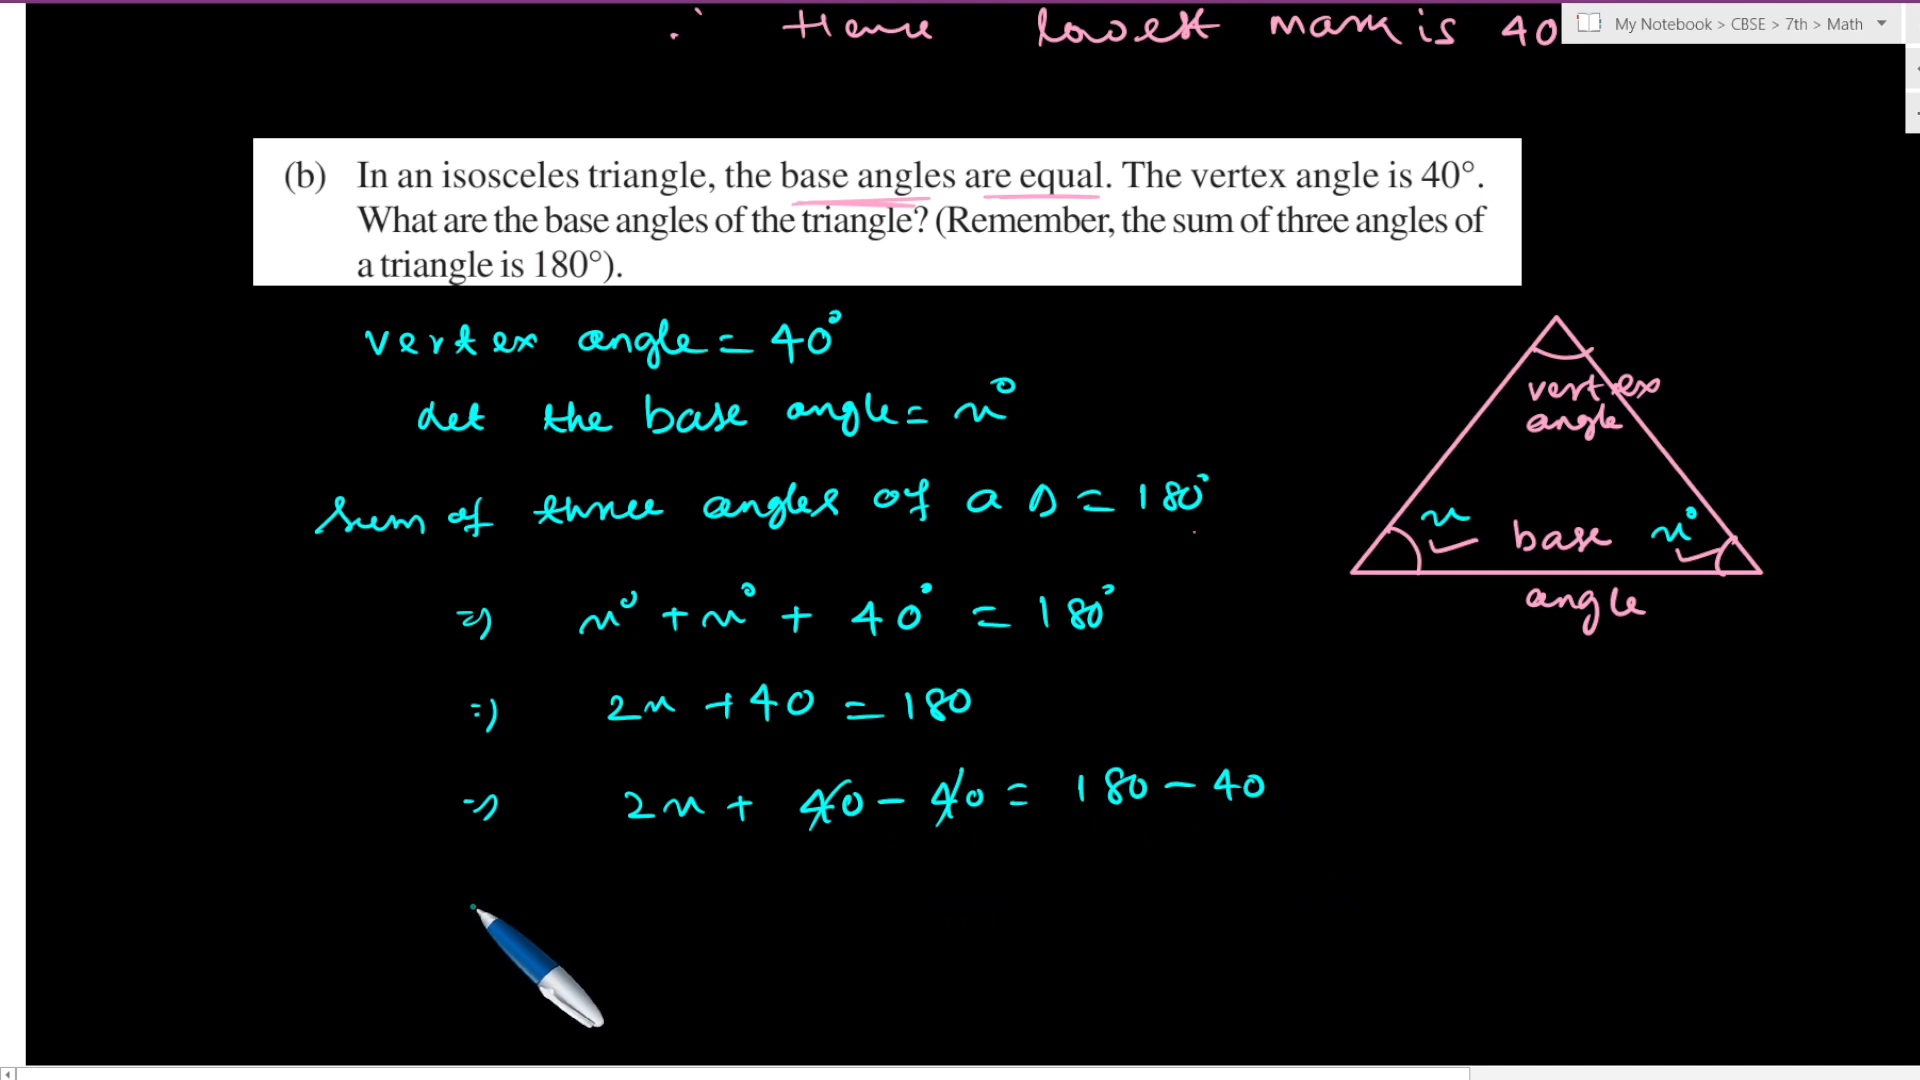 ∴ Hence lowest mark is 40
My Notebook > CBSE > 7th > Math
(b) In an isosceles triangle, the base angles are equal. The vertex angle is 40°.
What are the base angles of the triangle? (Remember, the sum of three angles of
a triangle is 180°).
vertex angle = 40°
Let the base angle = x°
Sum of three angles of a Δ = 180°
⇒ x° + x° + 40° = 180°
⇒ 2x + 40 = 180
⇒ 2x + 40 - 40 = 180 - 40
vertex
angle
x base x°
angle